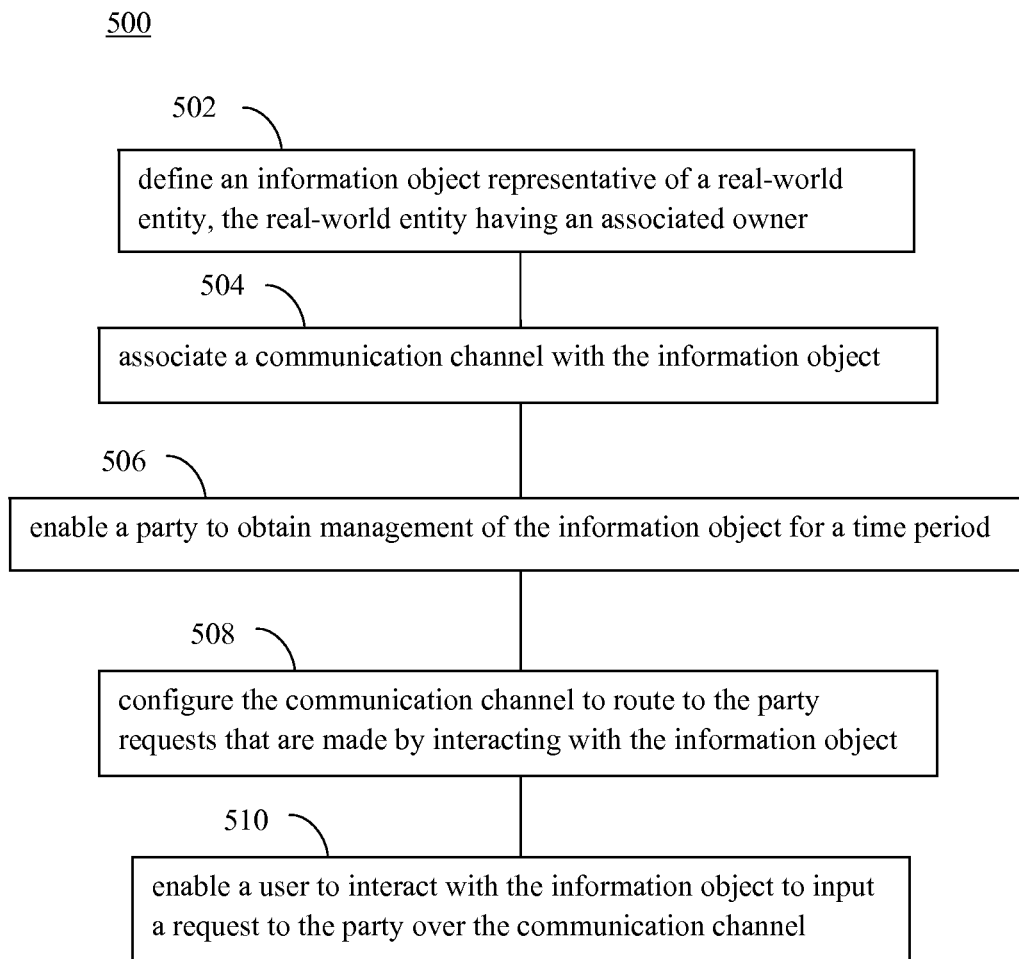 500
502
define an information object representative of a real-world
entity, the real-world entity having an associated owner
504
associate a communication channel with the information object
506
enable a party to obtain management of the information object for a time period
508
configure the communication channel to route to the party
requests that are made by interacting with the information object
510
enable a user to interact with the information object to input
a request to the party over the communication channel